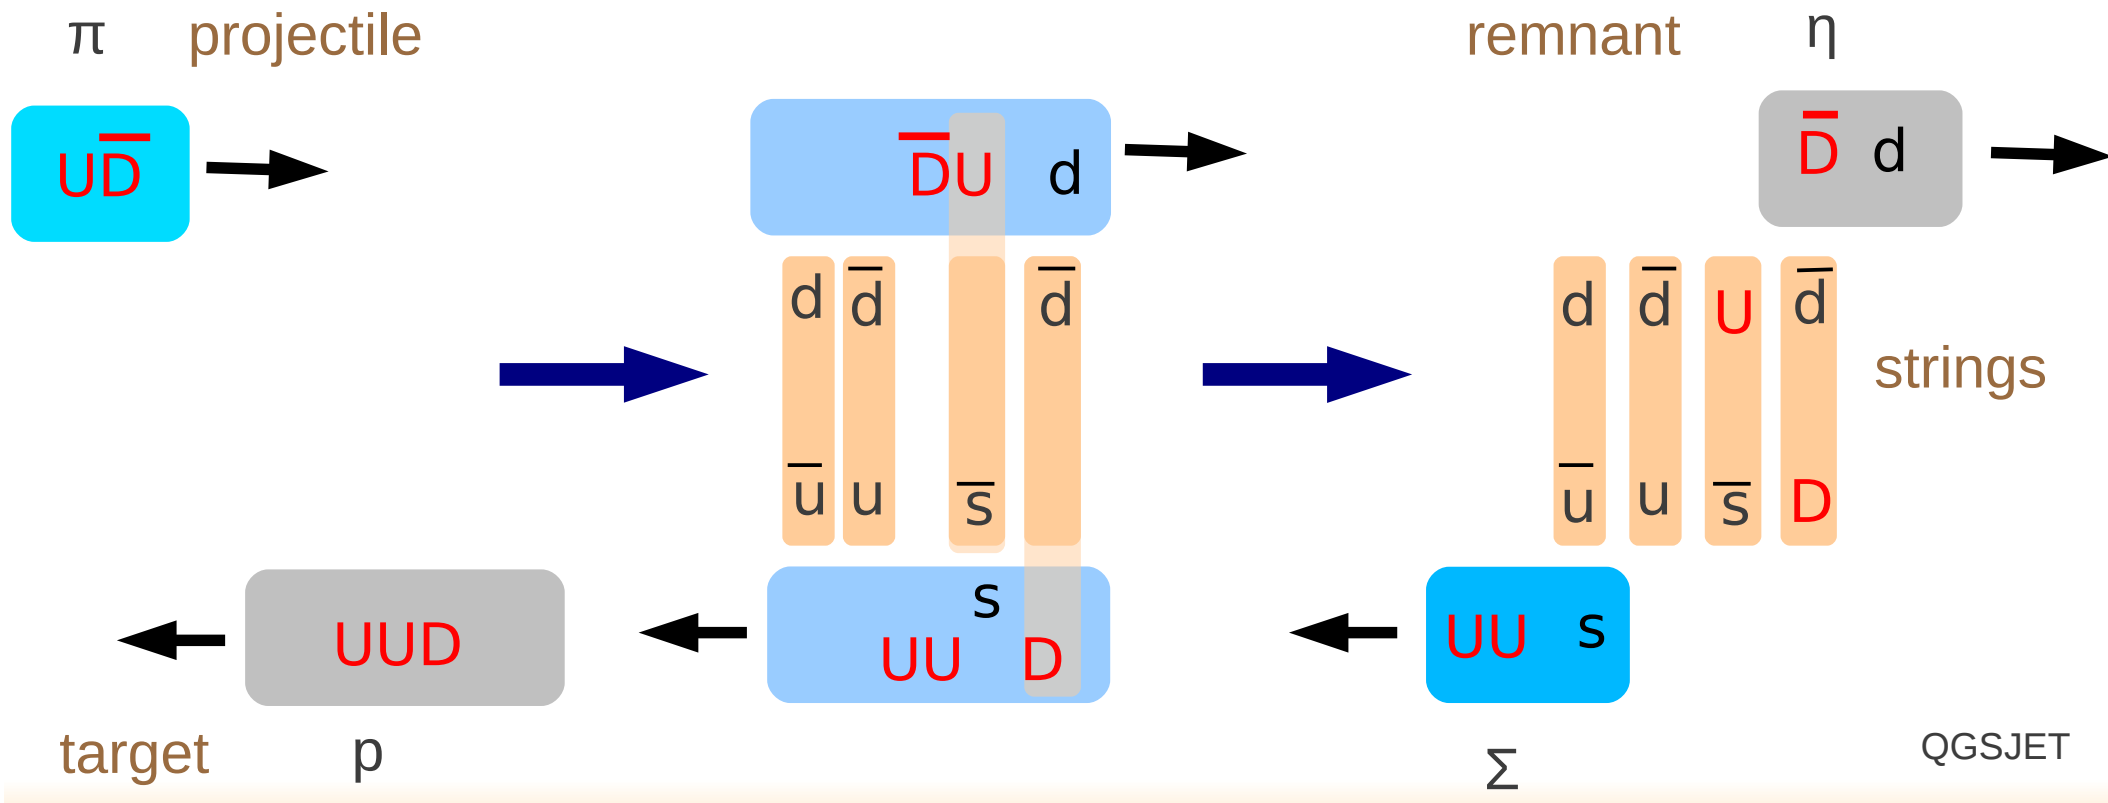 π projectile remnant η
UD̅ D̅U d D̅ d
d d̅ d̅ d d̅ U d̅
strings
u̅ u s̅ u̅ u s̅ D
s s
UUD UU D UU
target p Σ QGSJET